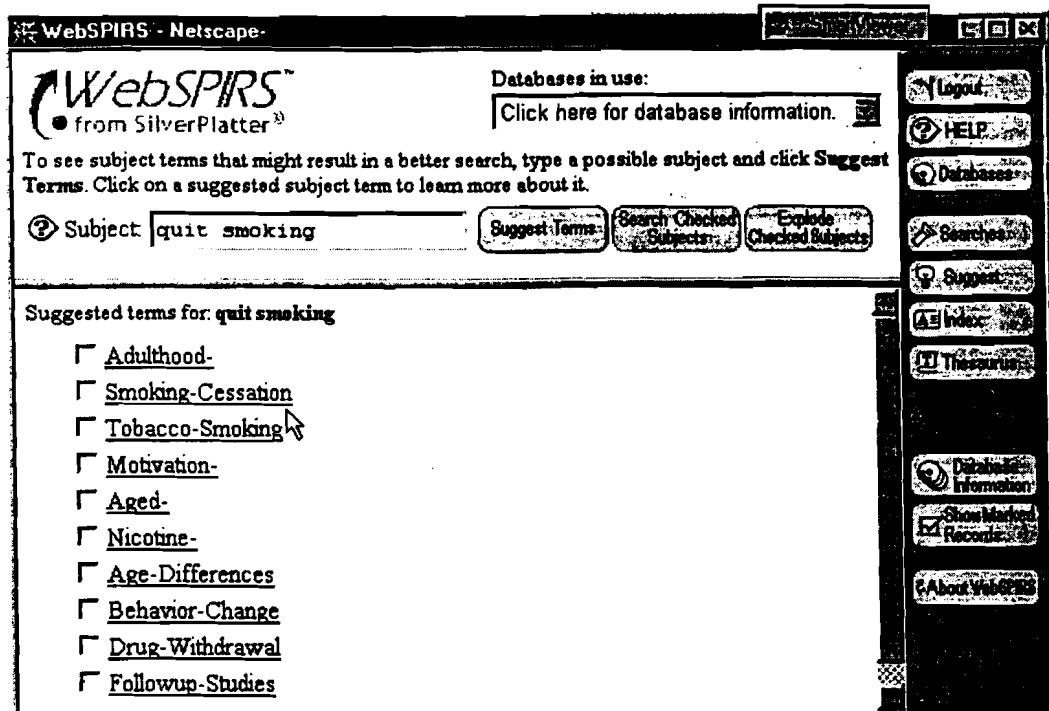 WebSPIRS - Netscape-
WebSPIRS™
from SilverPlatter®
Databases in use:
Click here for database information.
To see subject terms that might result in a better search, type a possible subject and click Suggest
Terms. Click on a suggested subject term to learn more about it.
Subject: quit smoking
Suggest Terms
Search Checked
Subjects
Explode
Checked Subjects
Suggested terms for: quit smoking
Adulthood-
Smoking-Cessation
Tobacco-Smoking
Motivation-
Aged-
Nicotine-
Age-Differences
Behavior-Change
Drug-Withdrawal
Followup-Studies
Logout
HELP
Databases
Searches
Suggest
Index
Thesaurus
Database
Information
Show Marked
Records
About WebSPIRS